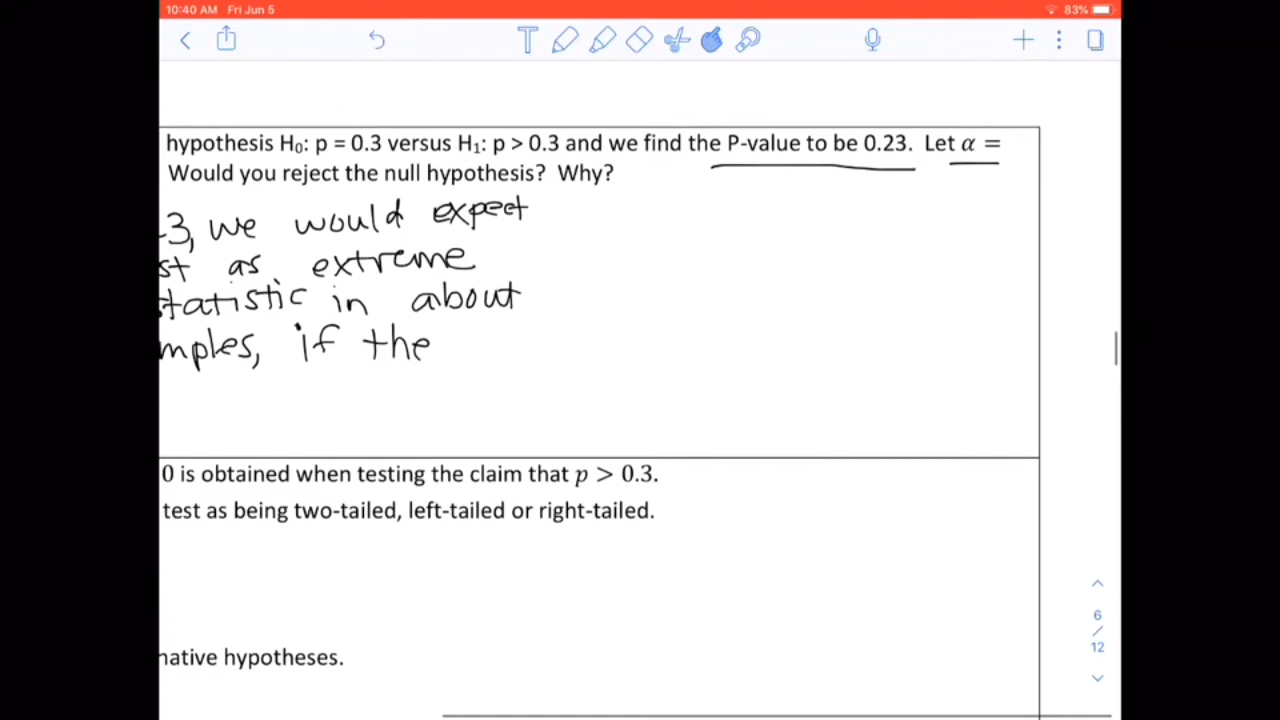 10:40 AM Fri Jun 5
83%
hypothesis H₀: p = 0.3 versus H₁: p > 0.3 and we find the P-value to be 0.23. Let α =
Would you reject the null hypothesis? Why?
3, we would expect
st as extreme
statistic in about
mples, if the
0 is obtained when testing the claim that p > 0.3.
test as being two-tailed, left-tailed or right-tailed.
native hypotheses.
6
/
12